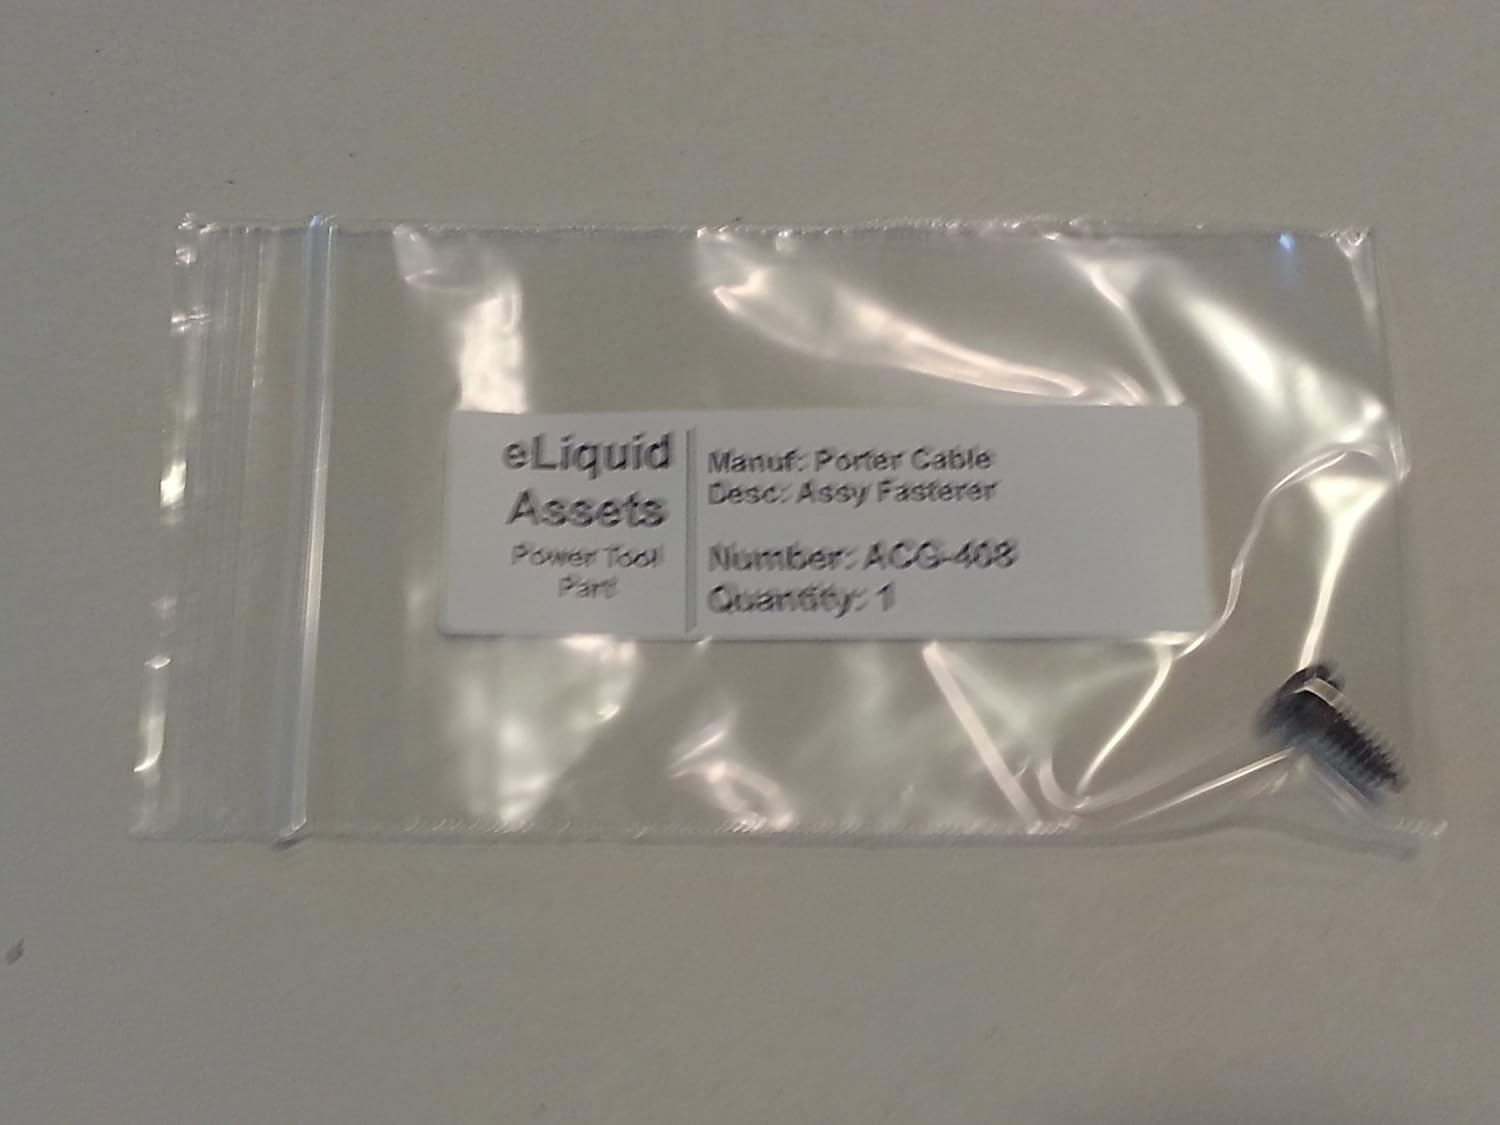 eLiquid
Assets
Power Tool
Part
Manuf: Porter Cable
Desc: Assy Fasterer
Number: ACG-408
Quantity: 1